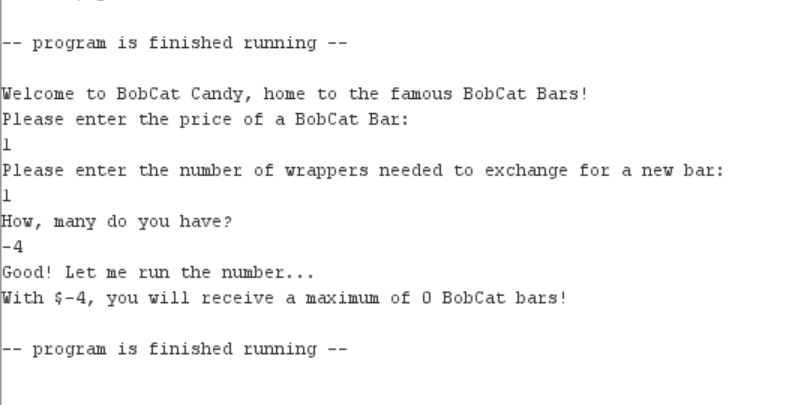 -- program is finished running --
Welcome to BobCat Candy, home to the famous BobCat Bars!
Please enter the price of a BobCat Bar:
1
Please enter the number of wrappers needed to exchange for a new bar:
1
How, many do you have?
-4
Good! Let me run the number...
With $-4, you will receive a maximum of 0 BobCat bars!
-- program is finished running --